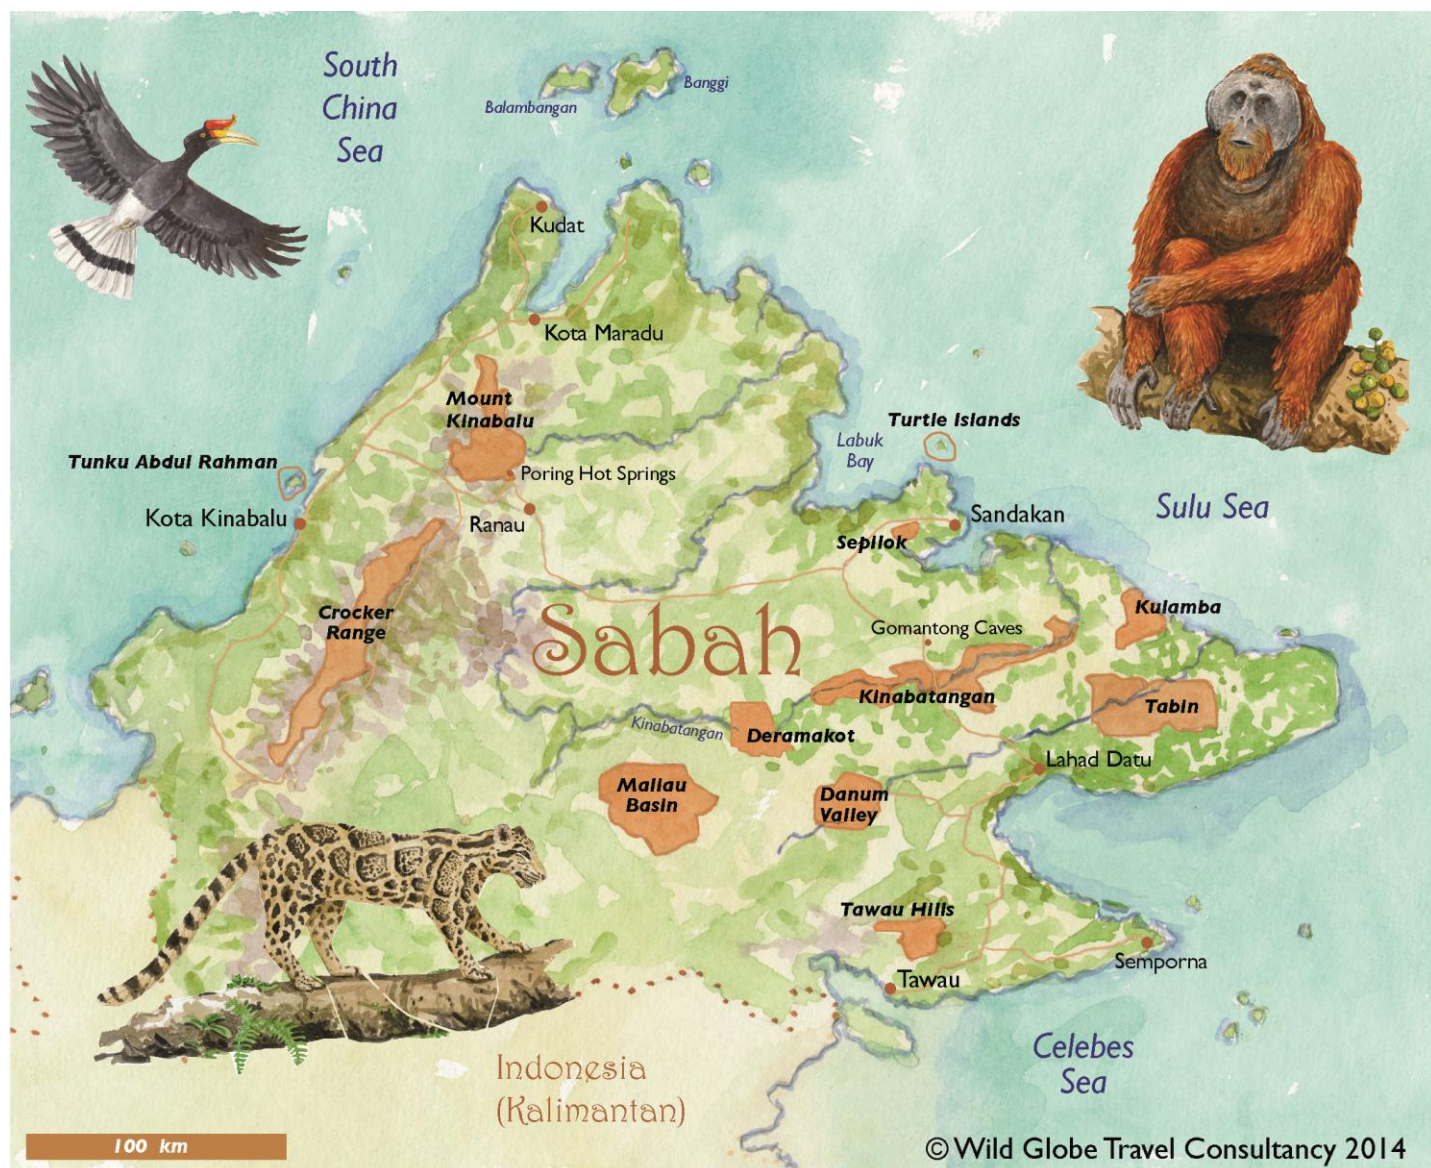 South
China
Sea
Balambangan
Banggi
Kudat
Kota Maradu
Mount
Kinabalu
Turtle Islands
Labuk
Bay
Tunku Abdul Rahman
Poring Hot Springs
Kota Kinabalu
Ranau
Sulu Sea
Sandakan
Sepilok
Crocker
Range
Sabah
Kulamba
Gomantong Caves
Kinabatangan
Tabin
Kinabatangan
Deramakot
Lahad Datu
Maliau
Basin
Danum
Valley
Tawau Hills
Semporna
Tawau
Indonesia
(Kalimantan)
Celebes
Sea
100 km
© Wild Globe Travel Consultancy 2014